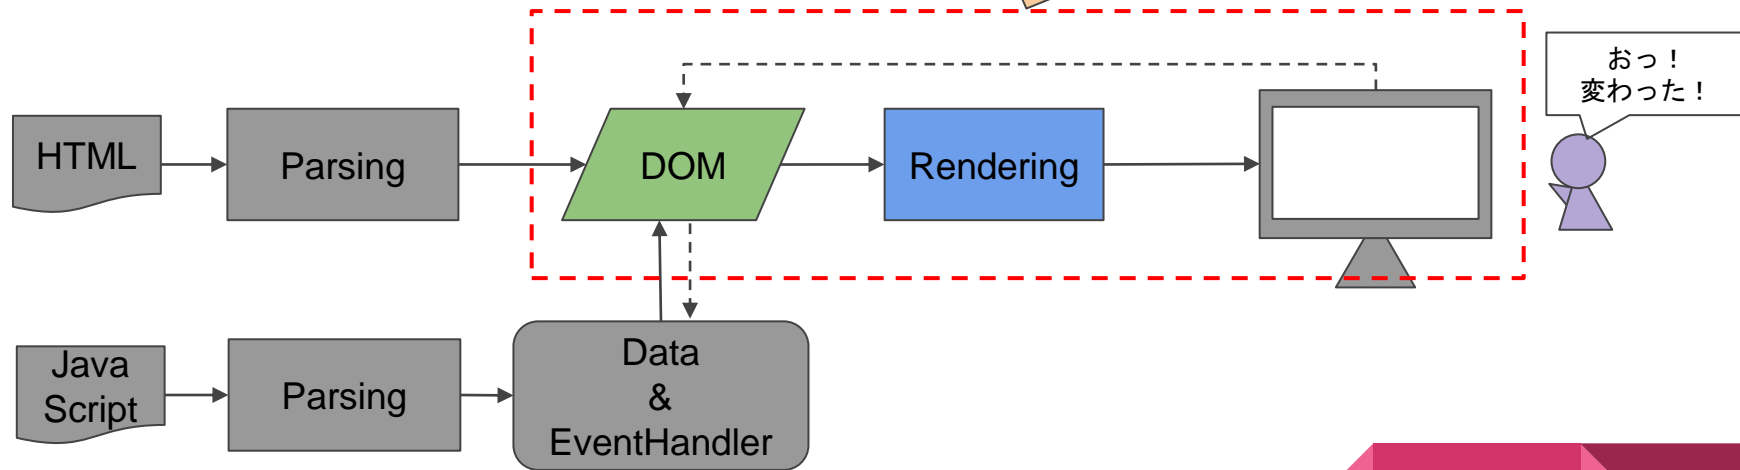 おっ！
変わった！
HTML
Parsing
DOM
Rendering
Java
Script
Parsing
Data
&
EventHandler